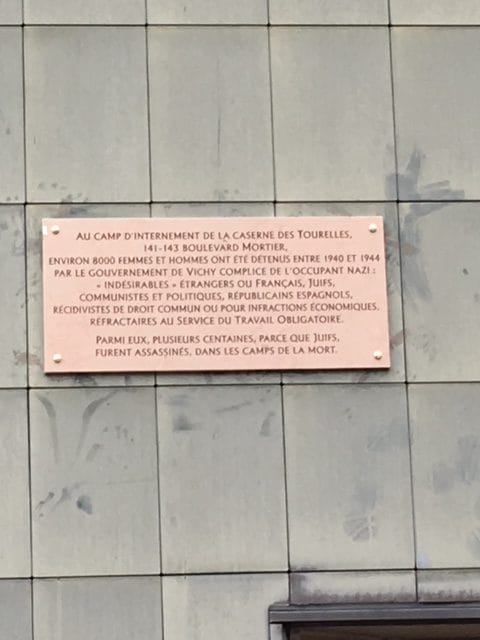 AU CAMP D'INTERNEMENT DE LA CASERNE DES TOURELLES,
141-143 BOULEVARD MORTIER,
ENVIRON 8000 FEMMES ET HOMMES ONT ÉTÉ DÉTENUS ENTRE 1940 ET 1944
PAR LE GOUVERNEMENT DE VICHY COMPLICE DE L'OCCUPANT NAZI :
« INDÉSIRABLES » ÉTRANGERS OU FRANÇAIS, JUIFS,
COMMUNISTES ET POLITIQUES, RÉPUBLICAINS ESPAGNOLS,
RÉCIDIVISTES DE DROIT COMMUN OU POUR INFRACTIONS ÉCONOMIQUES,
RÉFRACTAIRES AU SERVICE DU TRAVAIL OBLIGATOIRE.
PARMI EUX, PLUSIEURS CENTAINES, PARCE QUE JUIFS,
FURENT ASSASSINÉS, DANS LES CAMPS DE LA MORT.